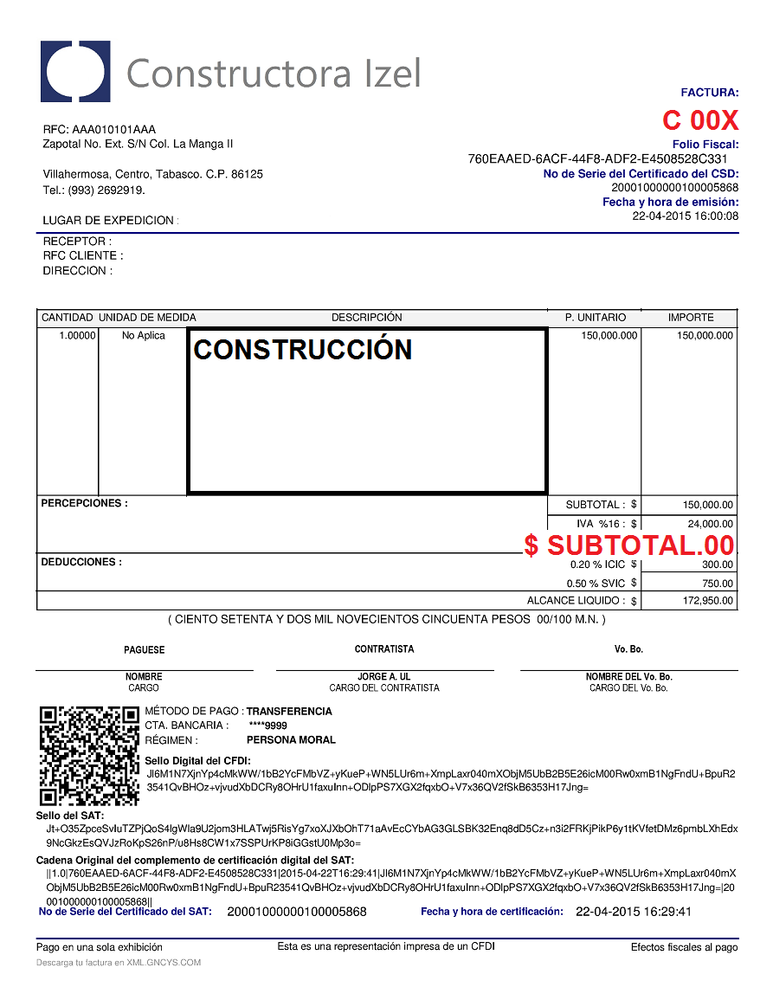 Constructora Izel
FACTURA:
C 00X
RFC: AAA010101AAA
Zapotal No. Ext. S/N Col. La Manga II
Folio Fiscal:
760EAAED-6ACF-44F8-ADF2-E4508528C331
Villahermosa, Centro, Tabasco. C.P. 86125
No de Serie del Certificado del CSD:
20001000000100005868
Tel.: (993) 2692919.
Fecha y hora de emisión:
22-04-2015 16:00:08
LUGAR DE EXPEDICION :
RECEPTOR :
RFC CLIENTE :
DIRECCION :
CANTIDAD UNIDAD DE MEDIDA DESCRIPCIÓN P. UNITARIO IMPORTE
1.00000 No Aplica CONSTRUCCIÓN 150,000.000 150,000.000
PERCEPCIONES : SUBTOTAL : $ 150,000.00
IVA %16 : $ 24,000.00
$ SUBTOTAL.00
DEDUCCIONES : 0.20 % ICIC $ 300.00
0.50 % SVIC $ 750.00
ALCANCE LIQUIDO : $ 172,950.00
( CIENTO SETENTA Y DOS MIL NOVECIENTOS CINCUENTA PESOS 00/100 M.N. )
PAGUESE CONTRATISTA Vo. Bo.
NOMBRE JORGE A. UL NOMBRE DEL Vo. Bo.
CARGO CARGO DEL CONTRATISTA CARGO DEL Vo. Bo.
MÉTODO DE PAGO : TRANSFERENCIA
CTA. BANCARIA : ****9999
RÉGIMEN : PERSONA MORAL
Sello Digital del CFDI:
JI6M1N7XjnYp4cMkWW/1bB2YcFMbVZ+yKueP+WN5LUr6m+XmpLaxr040mXObjM5UbB2B5E26icM00Rw0xmB1NgFndU+BpuR2
3541QvBHOz+vjvudXbDCRy8OHrU1faxuInn+ODlpPS7XGX2fqxbO+V7x36QV2fSkB6353H17Jng=
Sello del SAT:
Jt+O35ZpceSvIuTZPjQoS4IgWIa9U2jom3HLATwj5RisYg7xoXJXbOhT71aAvEcCYbAG3GLSBK32Enq8dD5Cz+n3i2FRKjPikP6y1tKVfetDMz6pmbLXhEdx
9NcGkzEsQVJzRoKpS26nP/u8Hs8CW1x7SSPUrKP8iGGstU0Mp3o=
Cadena Original del complemento de certificación digital del SAT:
||1.0|760EAAED-6ACF-44F8-ADF2-E4508528C331|2015-04-22T16:29:41|JI6M1N7XjnYp4cMkWW/1bB2YcFMbVZ+yKueP+WN5LUr6m+XmpLaxr040mX
ObjM5UbB2B5E26icM00Rw0xmB1NgFndU+BpuR23541QvBHOz+vjvudXbDCRy8OHrU1faxuInn+ODlpPS7XGX2fqxbO+V7x36QV2fSkB6353H17Jng=|20
001000000100005868||
No de Serie del Certificado del SAT: 20001000000100005868 Fecha y hora de certificación: 22-04-2015 16:29:41
Pago en una sola exhibición Esta es una representación impresa de un CFDI Efectos fiscales al pago
Descarga tu factura en XML.GNCYS.COM